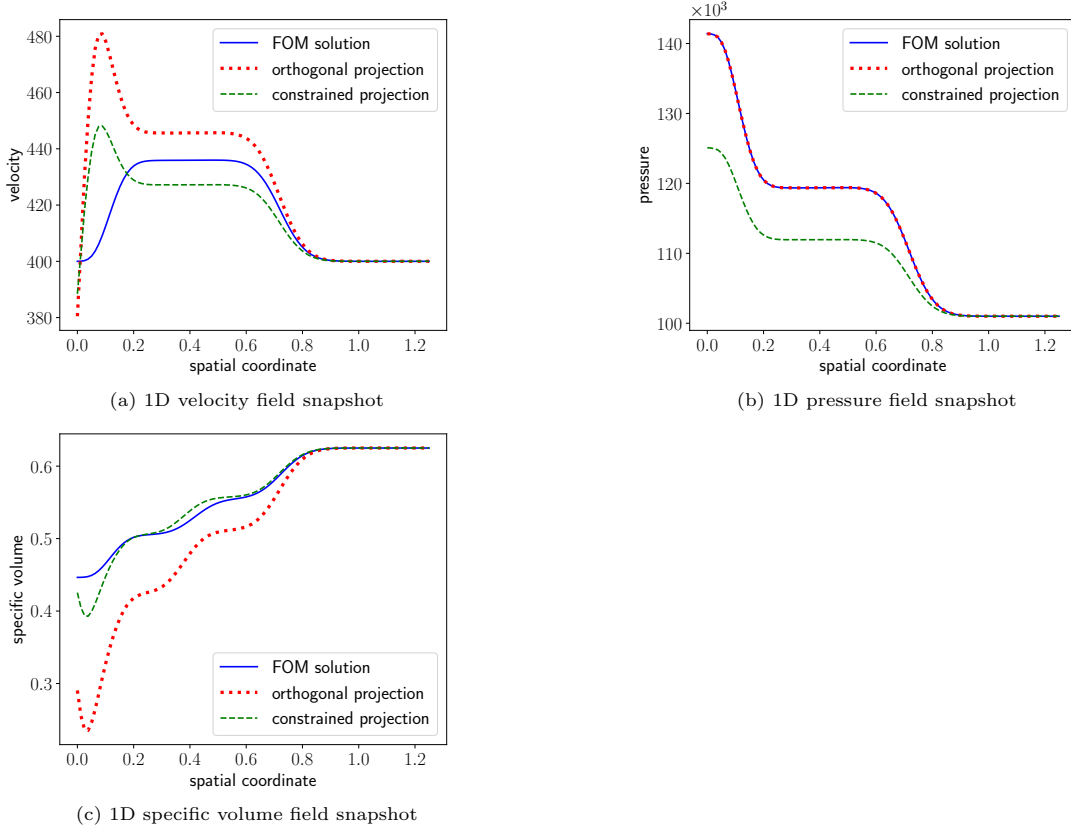 480
460
440
420
400
380
velocity
FOM solution
orthogonal projection
constrained projection
0.0 0.2 0.4 0.6 0.8 1.0 1.2
spatial coordinate
(a) 1D velocity field snapshot
×10³
140
130
120
110
100
pressure
FOM solution
orthogonal projection
constrained projection
0.0 0.2 0.4 0.6 0.8 1.0 1.2
spatial coordinate
(b) 1D pressure field snapshot
0.6
0.5
0.4
0.3
specific volume
FOM solution
orthogonal projection
constrained projection
0.0 0.2 0.4 0.6 0.8 1.0 1.2
spatial coordinate
(c) 1D specific volume field snapshot